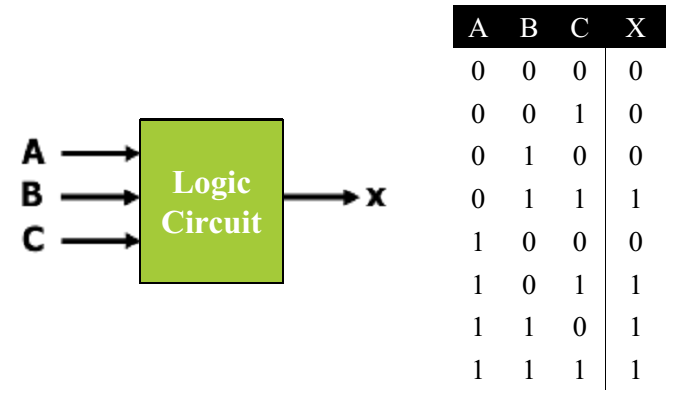 A
B
C
Logic
Circuit
x
A B C X
0 0 0 0
0 0 1 0
0 1 0 0
0 1 1 1
1 0 0 0
1 0 1 1
1 1 0 1
1 1 1 1